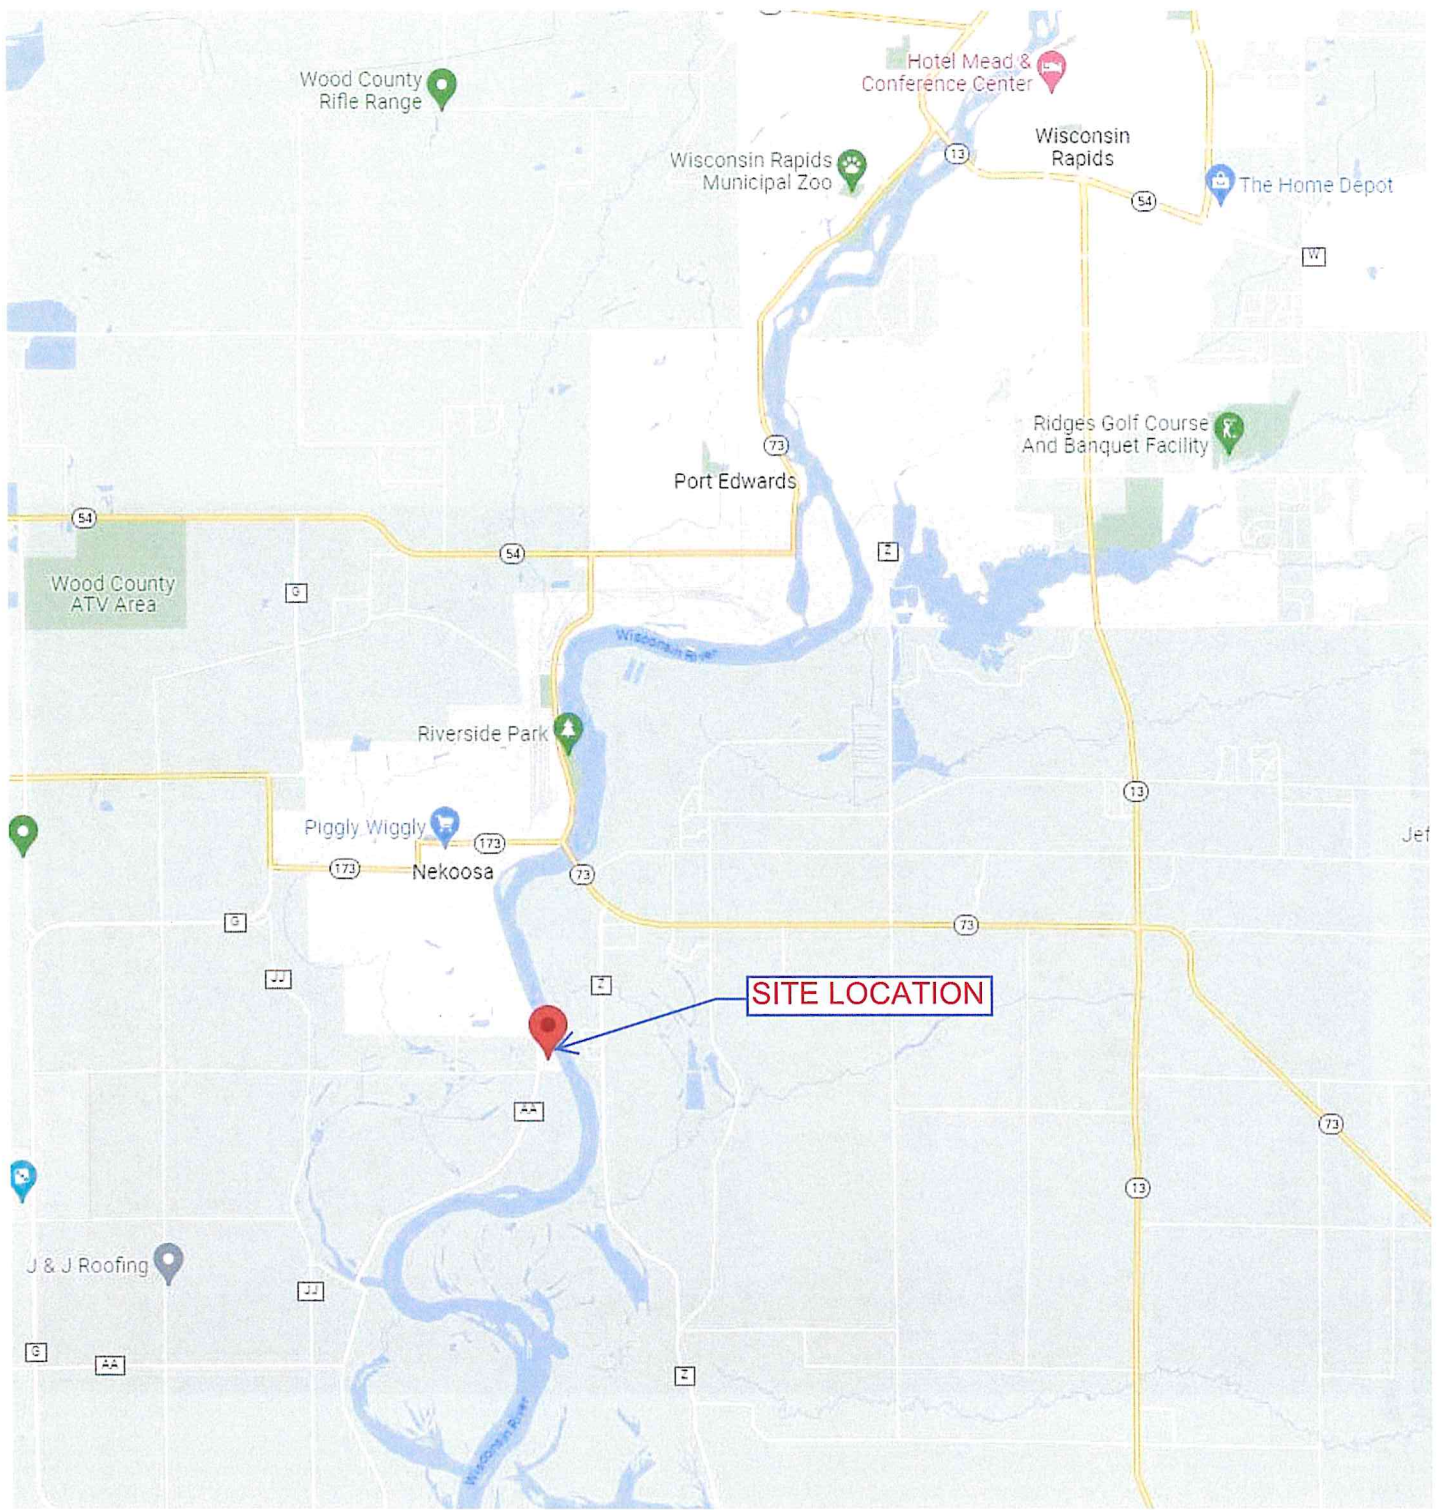 Wood County
Rifle Range
Hotel Mead &
Conference Center
Wisconsin
Rapids
13
Wisconsin Rapids
Municipal Zoo
The Home Depot
54
W
Ridges Golf Course
And Banquet Facility
73
Port Edwards
54
54
Z
Wood County
ATV Area
G
Wisconsin River
Riverside Park
13
Piggly Wiggly
173
Jef
173
Nekoosa
73
G
73
JJ
Z
SITE LOCATION
AA
73
13
J & J Roofing
JJ
G
AA
Z
Wisconsin River